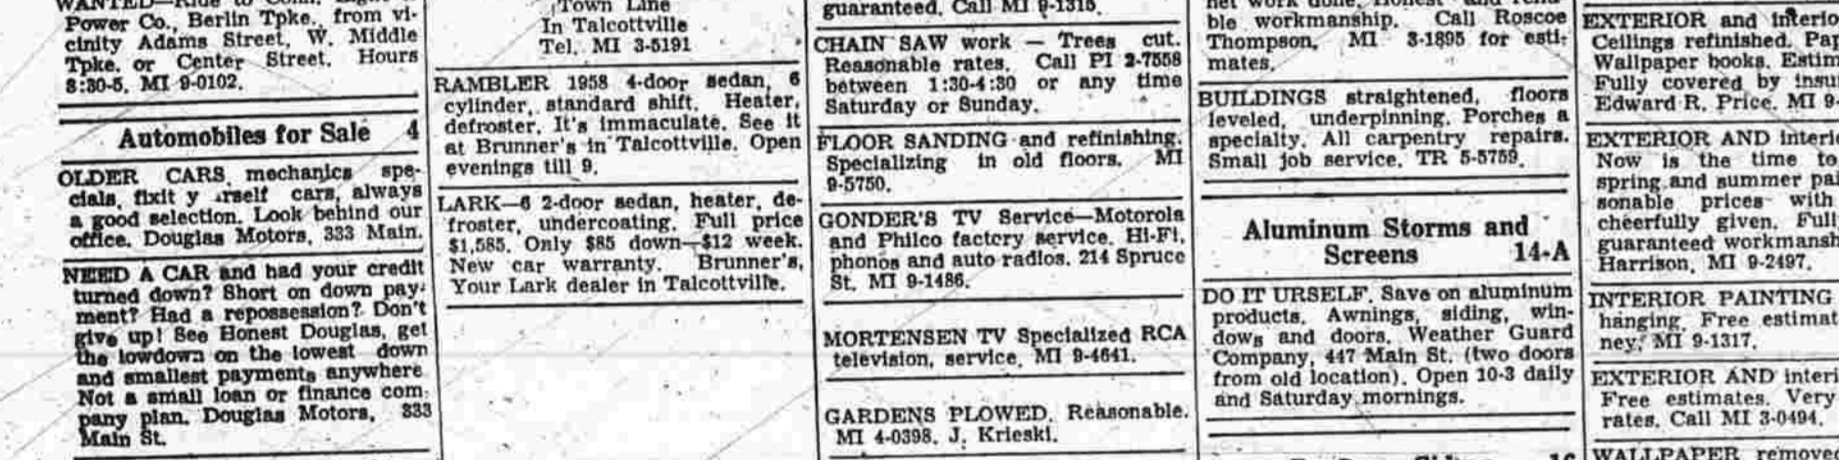 WANTED—Ride to Conn. Light &
Power Co., Berlin Tpke. from vi-
cinity Adams Street, W. Middle
Tpke. or Center Street. Hours
8:30-5. MI 9-0102.
Automobiles for Sale 4
OLDER CARS, mechanics spe-
cials, fixit y rself cars, always
a good selection. Look behind our
office. Douglas Motors, 333 Main.
NEED A CAR and had your credit
turned down? Short on down pay-
ment? Had a repossession? Don't
give up! See Honest Douglas, get
the lowdown on the lowest down
and smallest payments anywhere
Not a small loan or finance com-
pany plan. Douglas Motors, 333
Main St.
Town Line
In Talcottville
Tel. MI 3-5191
RAMBLER 1958 4-door sedan, 6
cylinder, standard shift. Heater,
defroster. It's immaculate. See it
at Brunner's in Talcottville. Open
evenings till 9.
LARK—6 2-door sedan, heater, de-
froster, undercoating. Full price
$1,585. Only $85 down—$12 week.
New car warranty. Brunner's,
Your Lark dealer in Talcottville.
guaranteed. Call MI 9-1315.
CHAIN SAW work — Trees cut.
Reasonable rates. Call PI 2-7558
between 1:30-4:30 or any time
Saturday or Sunday.
FLOOR SANDING and refinishing.
Specializing in old floors. MI
9-5750.
GONDER'S TV Service—Motorola
and Philco factory service. Hi-Fi,
phonos and auto radios. 214 Spruce
St. MI 9-1486.
MORTENSEN TV Specialized RCA
television, service. MI 9-4641.
GARDENS PLOWED. Reasonable.
MI 4-0398. J. Krieski.
net work done. Honest and
ble workmanship. Call Roscoe
Thompson, MI 3-1895 for esti-
mates.
BUILDINGS straightened, floors
leveled, underpinning. Porches a
specialty. All carpentry repairs.
Small job service. TR 5-5759.
Aluminum Storms and
Screens 14-A
DO IT URSELF. Save on aluminum
products. Awnings, siding, win-
dows and doors. Weather Guard
Company, 447 Main St. (two doors
from old location). Open 10-3 daily
and Saturday mornings.
EXTERIOR and interio
Ceilings refinished. Pap
Wallpaper books. Estim
Fully covered by insu
Edward R. Price. MI 9-
EXTERIOR AND interio
Now is the time to
spring and summer pai
sonable prices with
cheerfully given. Full
guaranteed workmansh
Harrison, MI 9-2497.
INTERIOR PAINTING
hanging. Free estimat
ney. MI 9-1317.
EXTERIOR AND interi
Free estimates. Very
rates. Call MI 3-0494.
WALLPAPER removed